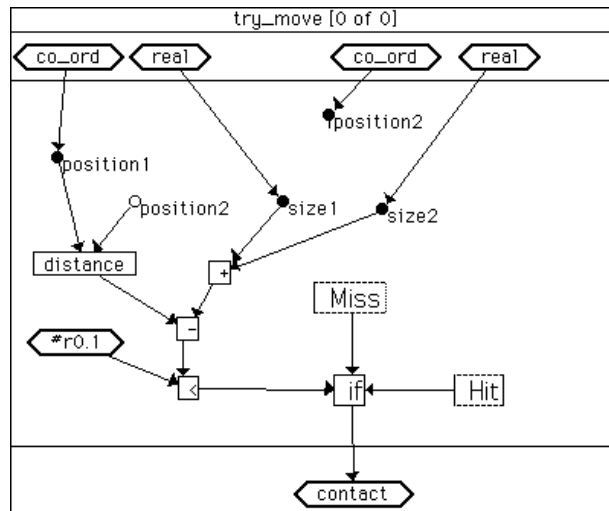 try_move [0 of 0]
co_ord real co_ord real
position2
position1
position2 size1 size2
distance
+
Miss
-
#r0.1
< if Hit
contact